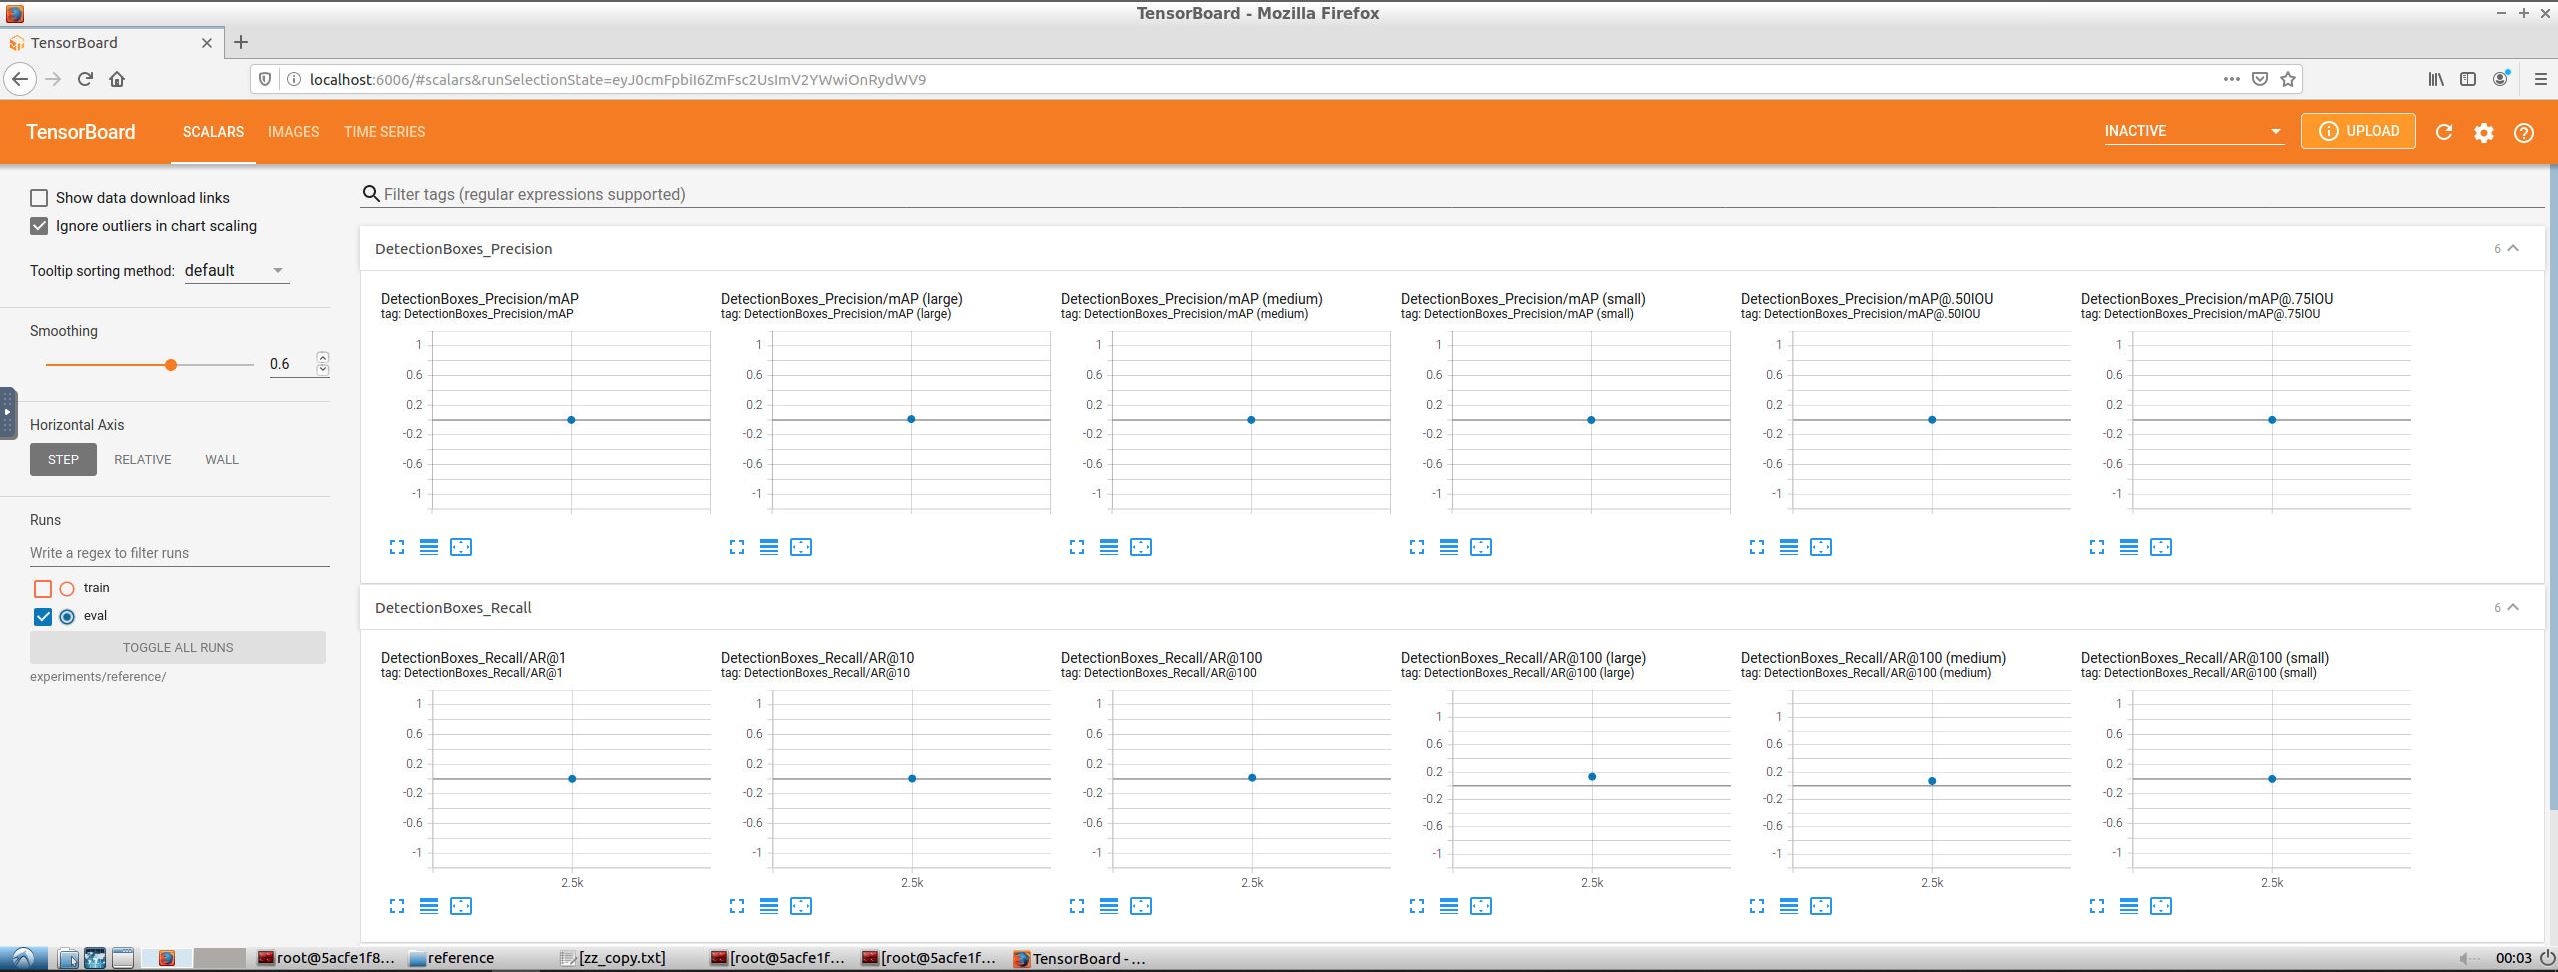 TensorBoard - Mozilla Firefox
TensorBoard
localhost:6006/#scalars&runSelectionState=eyJ0cmFpbiI6ZmFsc2UsImV2YWwiOnRydWV9
TensorBoard SCALARS IMAGES TIME SERIES INACTIVE UPLOAD
Show data download links
Ignore outliers in chart scaling
Tooltip sorting method: default
Smoothing
0.6
Horizontal Axis
STEP RELATIVE WALL
Runs
Write a regex to filter runs
train
eval
TOGGLE ALL RUNS
experiments/reference/
Filter tags (regular expressions supported)
DetectionBoxes_Precision 6
DetectionBoxes_Precision/mAP
tag: DetectionBoxes_Precision/mAP
1
0.6
0.2
-0.2
-0.6
-1
DetectionBoxes_Precision/mAP (large)
tag: DetectionBoxes_Precision/mAP (large)
1
0.6
0.2
-0.2
-0.6
-1
DetectionBoxes_Precision/mAP (medium)
tag: DetectionBoxes_Precision/mAP (medium)
1
0.6
0.2
-0.2
-0.6
-1
DetectionBoxes_Precision/mAP (small)
tag: DetectionBoxes_Precision/mAP (small)
1
0.6
0.2
-0.2
-0.6
-1
DetectionBoxes_Precision/mAP@.50IOU
tag: DetectionBoxes_Precision/mAP@.50IOU
1
0.6
0.2
-0.2
-0.6
-1
DetectionBoxes_Precision/mAP@.75IOU
tag: DetectionBoxes_Precision/mAP@.75IOU
1
0.6
0.2
-0.2
-0.6
-1
DetectionBoxes_Recall 6
DetectionBoxes_Recall/AR@1
tag: DetectionBoxes_Recall/AR@1
1
0.6
0.2
-0.2
-0.6
-1
2.5k
DetectionBoxes_Recall/AR@10
tag: DetectionBoxes_Recall/AR@10
1
0.6
0.2
-0.2
-0.6
-1
2.5k
DetectionBoxes_Recall/AR@100
tag: DetectionBoxes_Recall/AR@100
1
0.6
0.2
-0.2
-0.6
-1
2.5k
DetectionBoxes_Recall/AR@100 (large)
tag: DetectionBoxes_Recall/AR@100 (large)
1
0.6
0.2
-0.2
-0.6
-1
2.5k
DetectionBoxes_Recall/AR@100 (medium)
tag: DetectionBoxes_Recall/AR@100 (medium)
1
0.6
0.2
-0.2
-0.6
-1
2.5k
DetectionBoxes_Recall/AR@100 (small)
tag: DetectionBoxes_Recall/AR@100 (small)
1
0.6
0.2
-0.2
-0.6
-1
2.5k
root@5acfe1f8... reference [zz_copy.txt] [root@5acfe1f... [root@5acfe1f... TensorBoard - ... 00:03